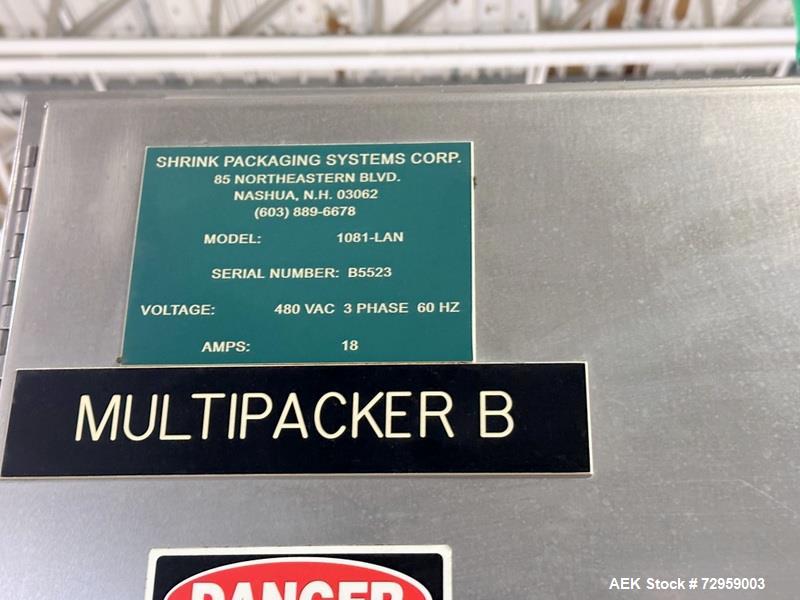 SHRINK PACKAGING SYSTEMS CORP.
85 NORTHEASTERN BLVD.
NASHUA, N.H. 03062
(603) 889-6678
MODEL: 1081-LAN
SERIAL NUMBER: B5523
VOLTAGE: 480 VAC 3 PHASE 60 HZ
AMPS: 18
MULTIPACKER B
DANGER
AEK Stock #72959003